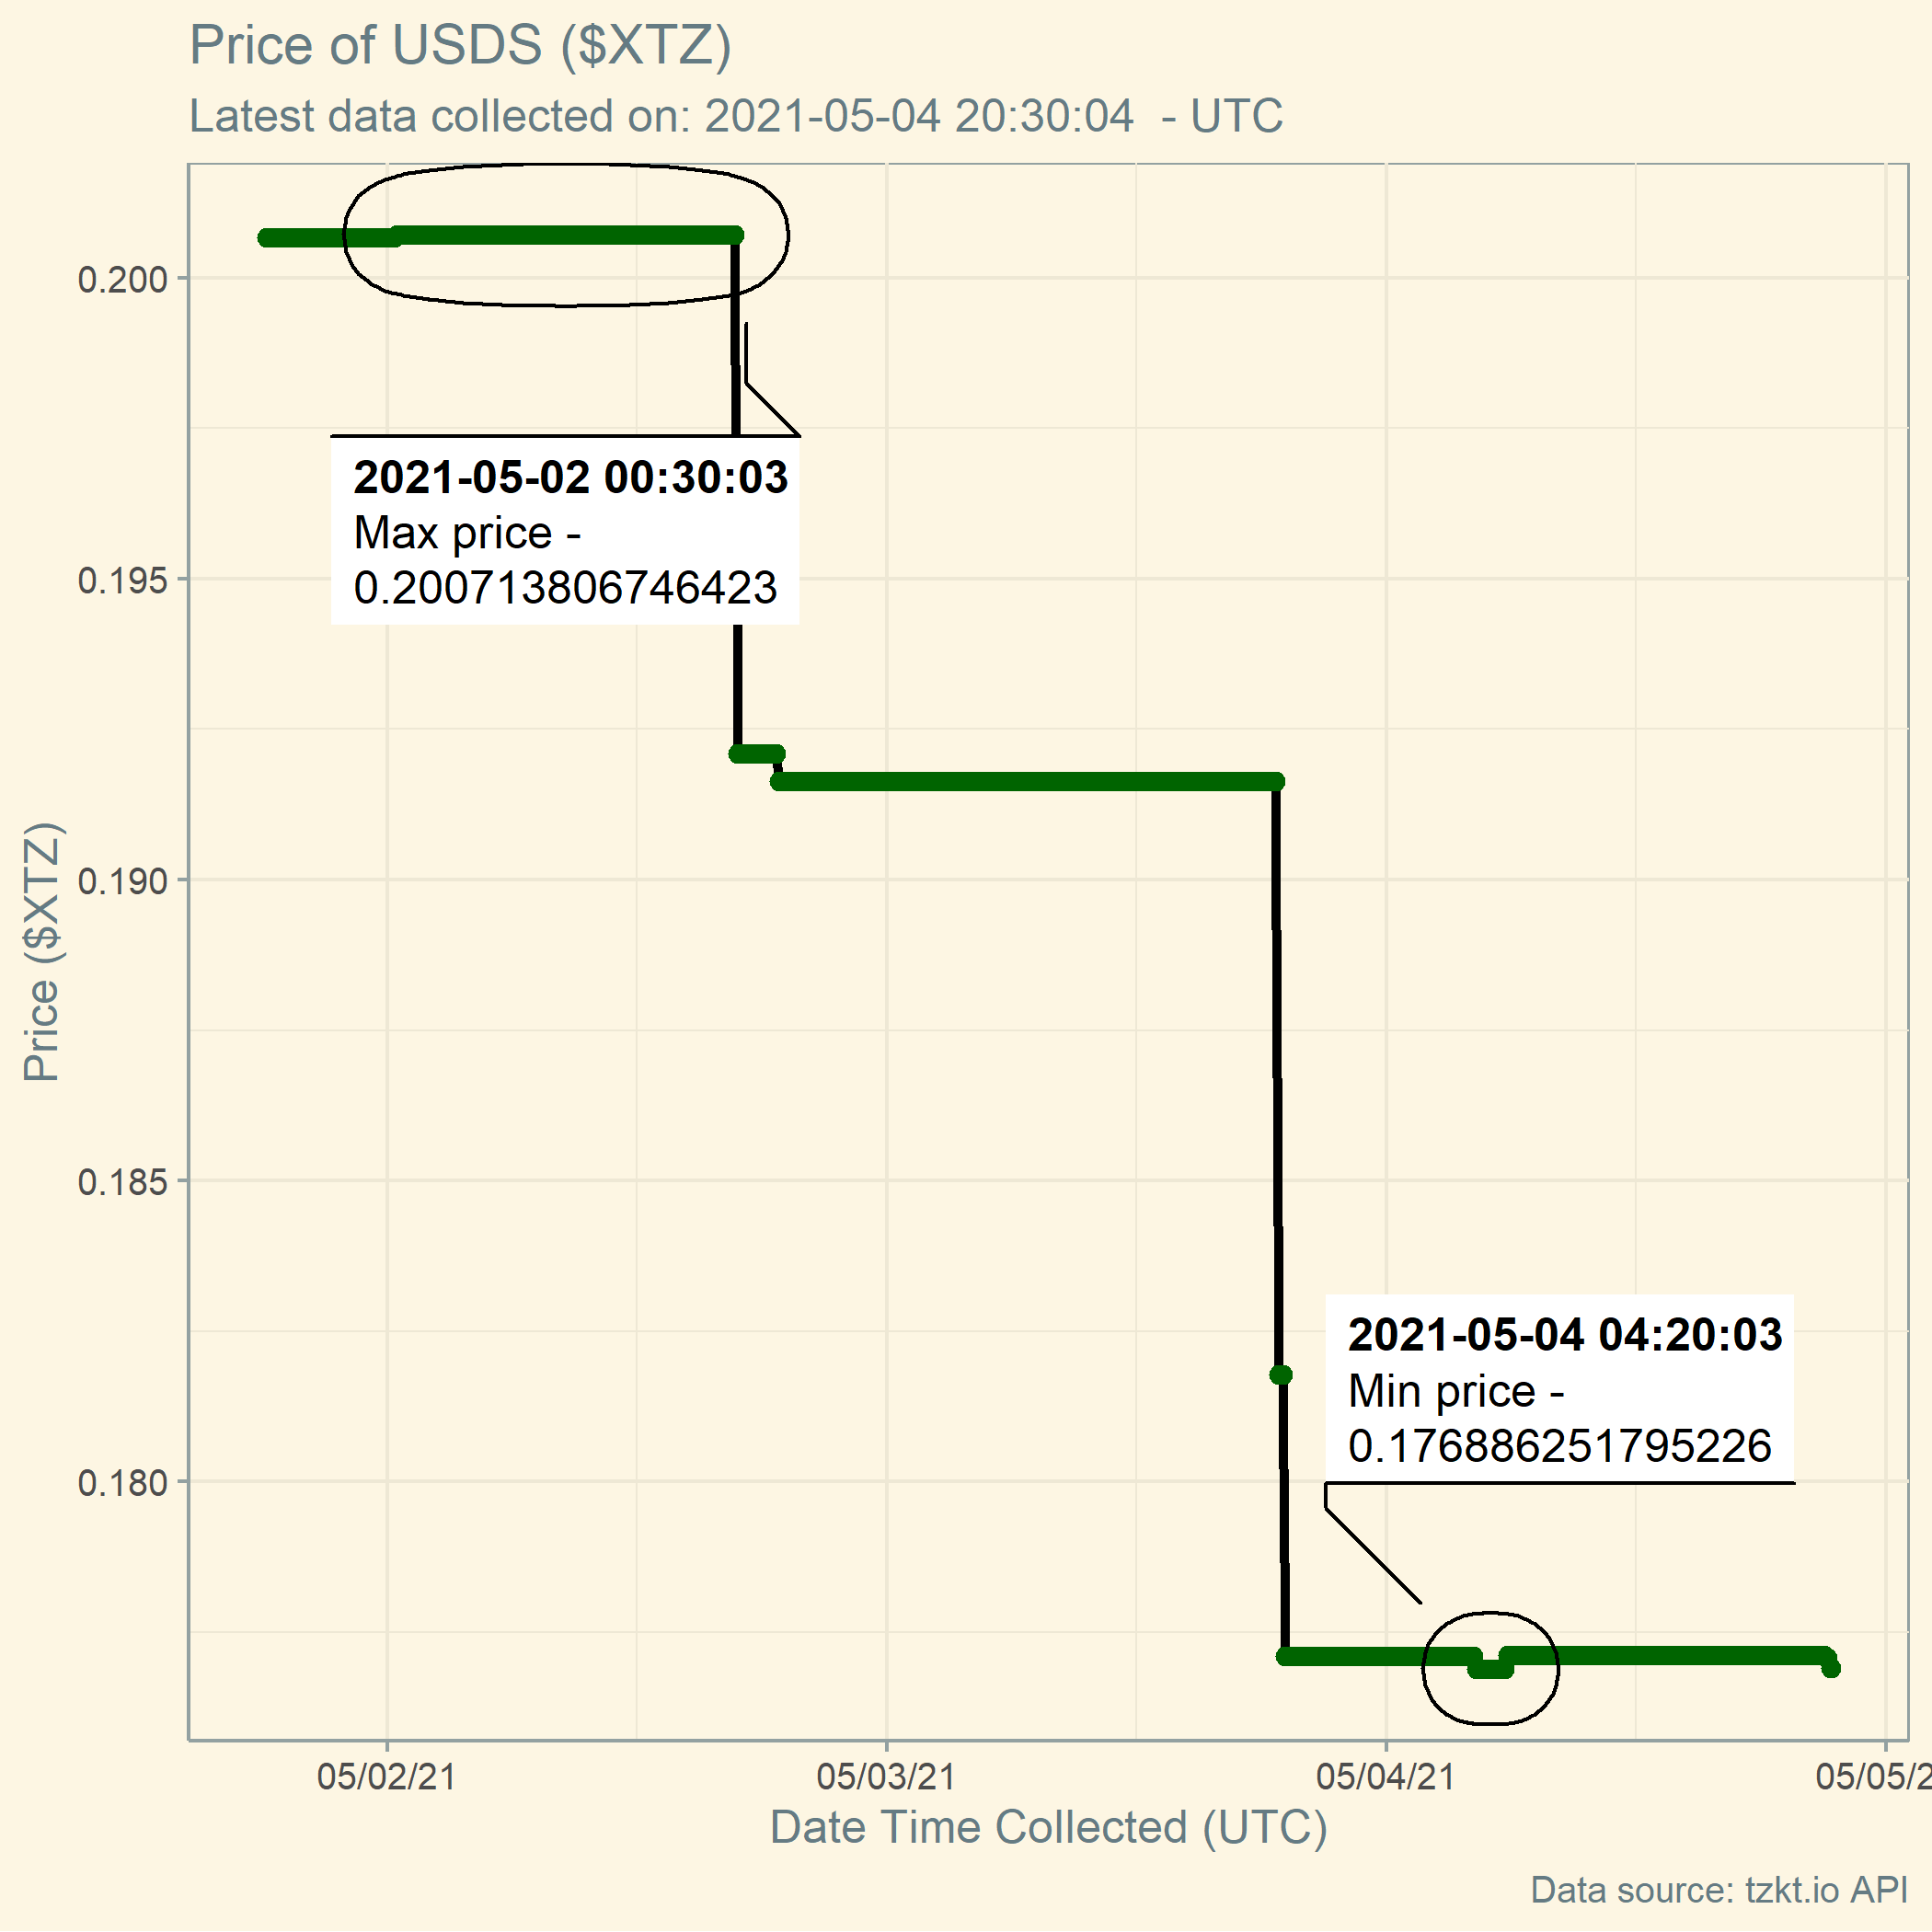 Price of USDS ($XTZ)
Latest data collected on: 2021-05-04 20:30:04  - UTC
0.200
2021-05-02 00:30:03
Max price -
0.200713806746423
0.195
0.190
Price ($XTZ)
0.185
2021-05-04 04:20:03
Min price -
0.176886251795226
0.180
05/02/21
05/03/21
05/04/21
05/05/2
Date Time Collected (UTC)
Data source: tzkt.io API